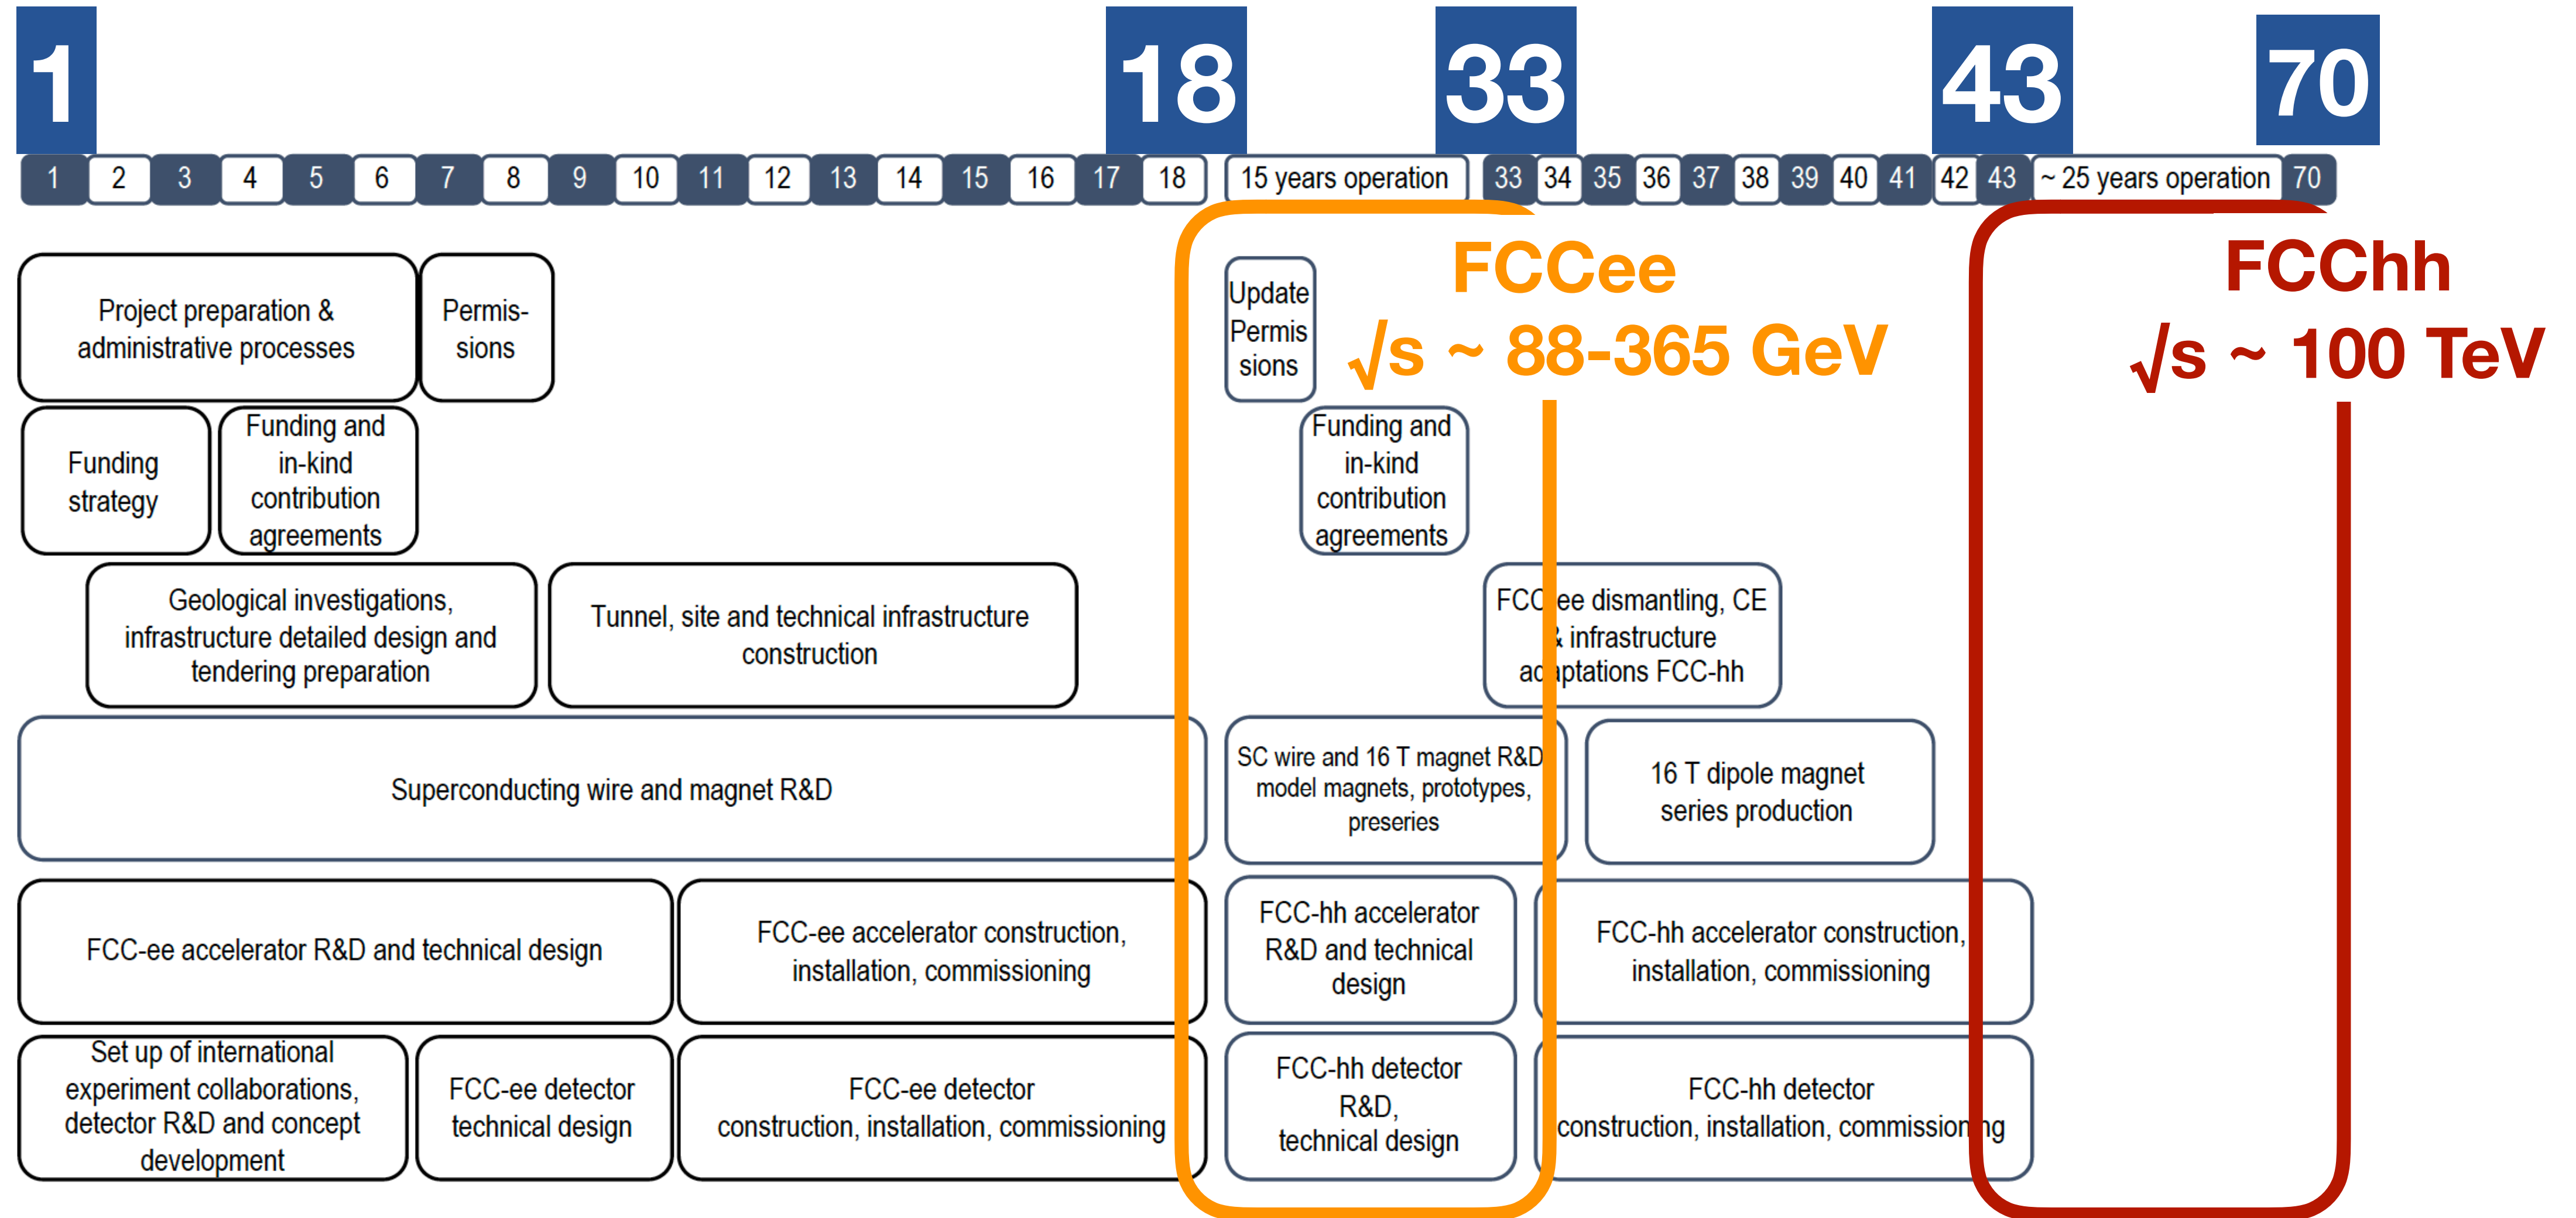 1
18
33
43
70
1 2 3 4 5 6 7 8 9 10 11 12 13 14 15 16 17 18 15 years operation 33 34 35 36 37 38 39 40 41 42 43 ~ 25 years operation 70
FCCee
√s ~ 88-365 GeV
FCChh
√s ~ 100 TeV
Project preparation &
administrative processes
Permis-
sions
Update
Permis
sions
Funding
strategy
Funding and
in-kind
contribution
agreements
Funding and
in-kind
contribution
agreements
Geological investigations,
infrastructure detailed design and
tendering preparation
Tunnel, site and technical infrastructure
construction
FCC-ee dismantling, CE
& infrastructure
adaptations FCC-hh
Superconducting wire and magnet R&D
SC wire and 16 T magnet R&D
model magnets, prototypes,
preseries
16 T dipole magnet
series production
FCC-ee accelerator R&D and technical design
FCC-ee accelerator construction,
installation, commissioning
FCC-hh accelerator
R&D and technical
design
FCC-hh accelerator construction,
installation, commissioning
Set up of international
experiment collaborations,
detector R&D and concept
development
FCC-ee detector
technical design
FCC-ee detector
construction, installation, commissioning
FCC-hh detector
R&D,
technical design
FCC-hh detector
construction, installation, commissioning